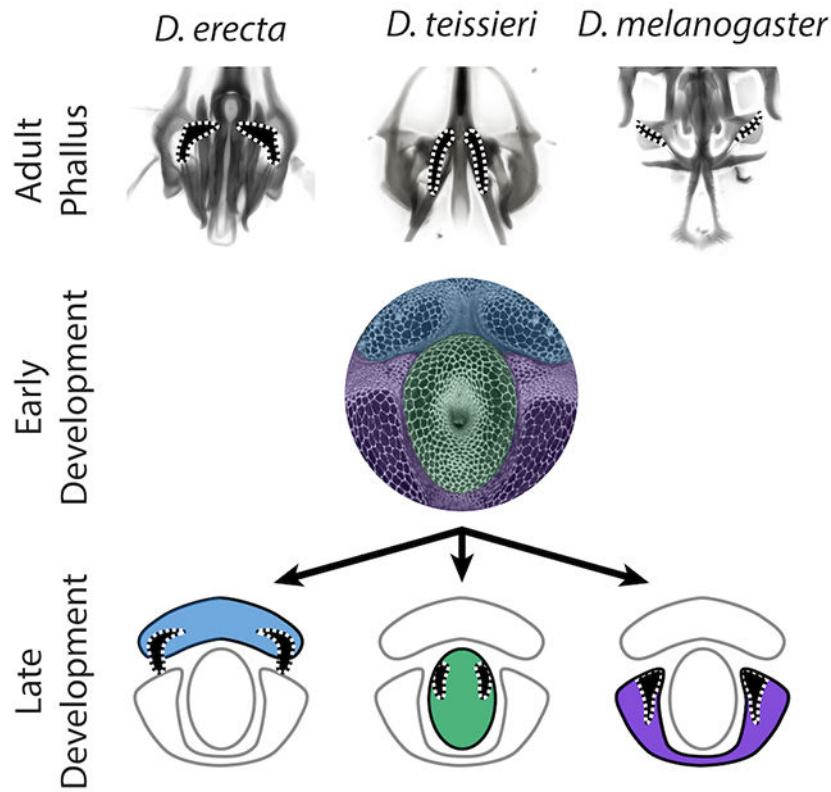 D. erecta
D. teissieri
D. melanogaster
Adult
Phallus
Early
Development
Late
Development